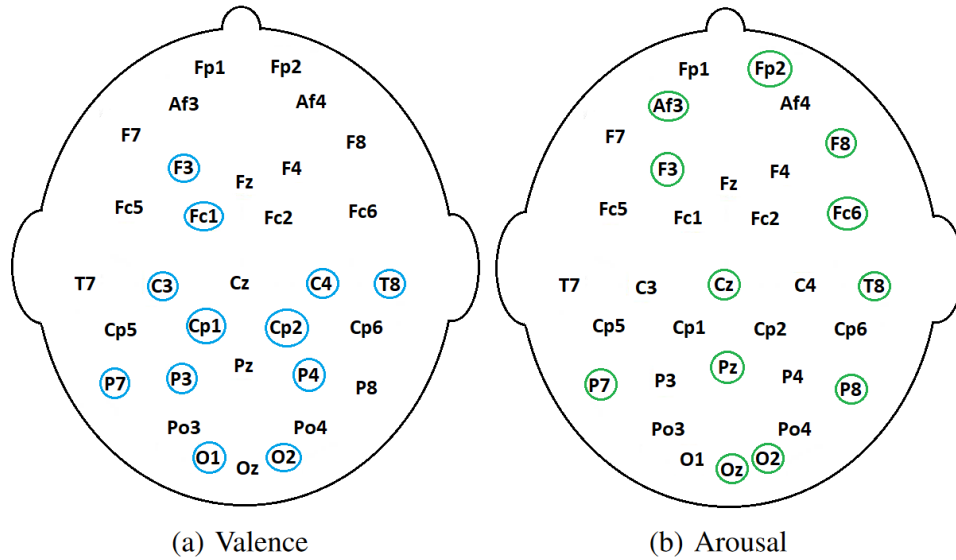 Fp1 Fp2
Af3 Af4
F7 F8
F3 F4
Fz
Fc5 Fc1 Fc2 Fc6
T7 C3 Cz C4 T8
Cp5 Cp1 Cp2 Cp6
Pz
P7 P3 P4 P8
Po3 Po4
O1 Oz O2
(a) Valence
Fp1 Fp2
Af3 Af4
F7 F8
F3 F4
Fz
Fc5 Fc1 Fc2 Fc6
T7 C3 Cz C4 T8
Cp5 Cp1 Cp2 Cp6
Pz
P7 P3 P4 P8
Po3 Po4
O1 Oz O2
(b) Arousal